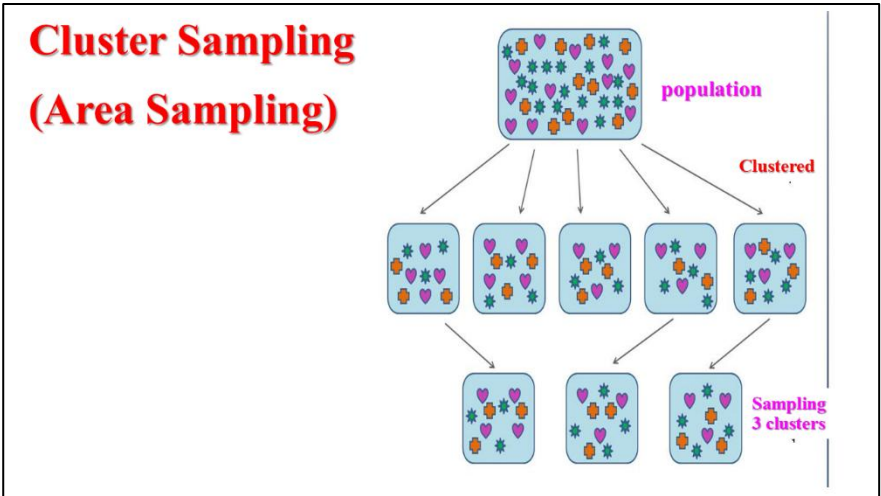 Cluster Sampling
(Area Sampling)
population
Clustered
Sampling
3 clusters